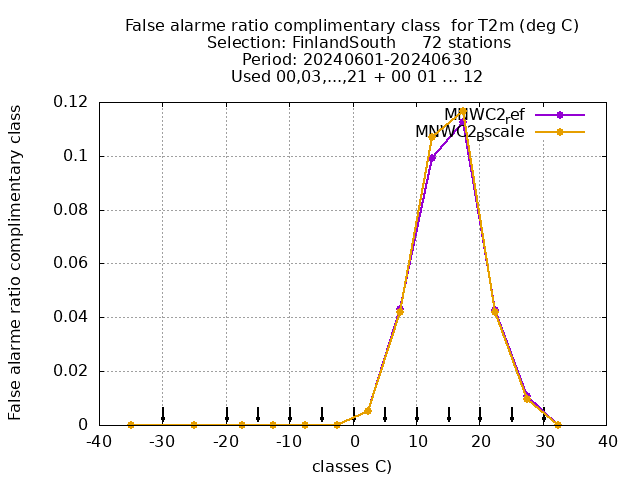 False alarme ratio complimentary class  for T2m (deg C)
Selection: FinlandSouth     72 stations
Period: 20240601-20240630
Used 00,03,...,21 + 00 01 ... 12
False alarme ratio complimentary class
0.12
0.1
0.08
0.06
0.04
0.02
0
MNWC2ref
MNWC2Bscale
-40 -30 -20 -10 0 10 20 30 40
classes C)